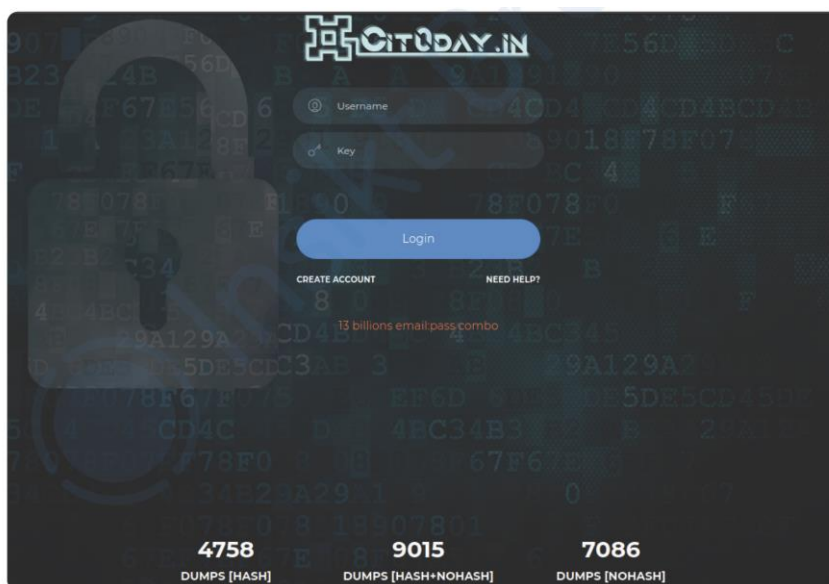 CIT0DAY.IN
Username
Key
Login
CREATE ACCOUNT NEED HELP?
13 billions email:pass combo
4758 9015 7086
DUMPS [HASH] DUMPS [HASH+NOHASH] DUMPS [NOHASH]